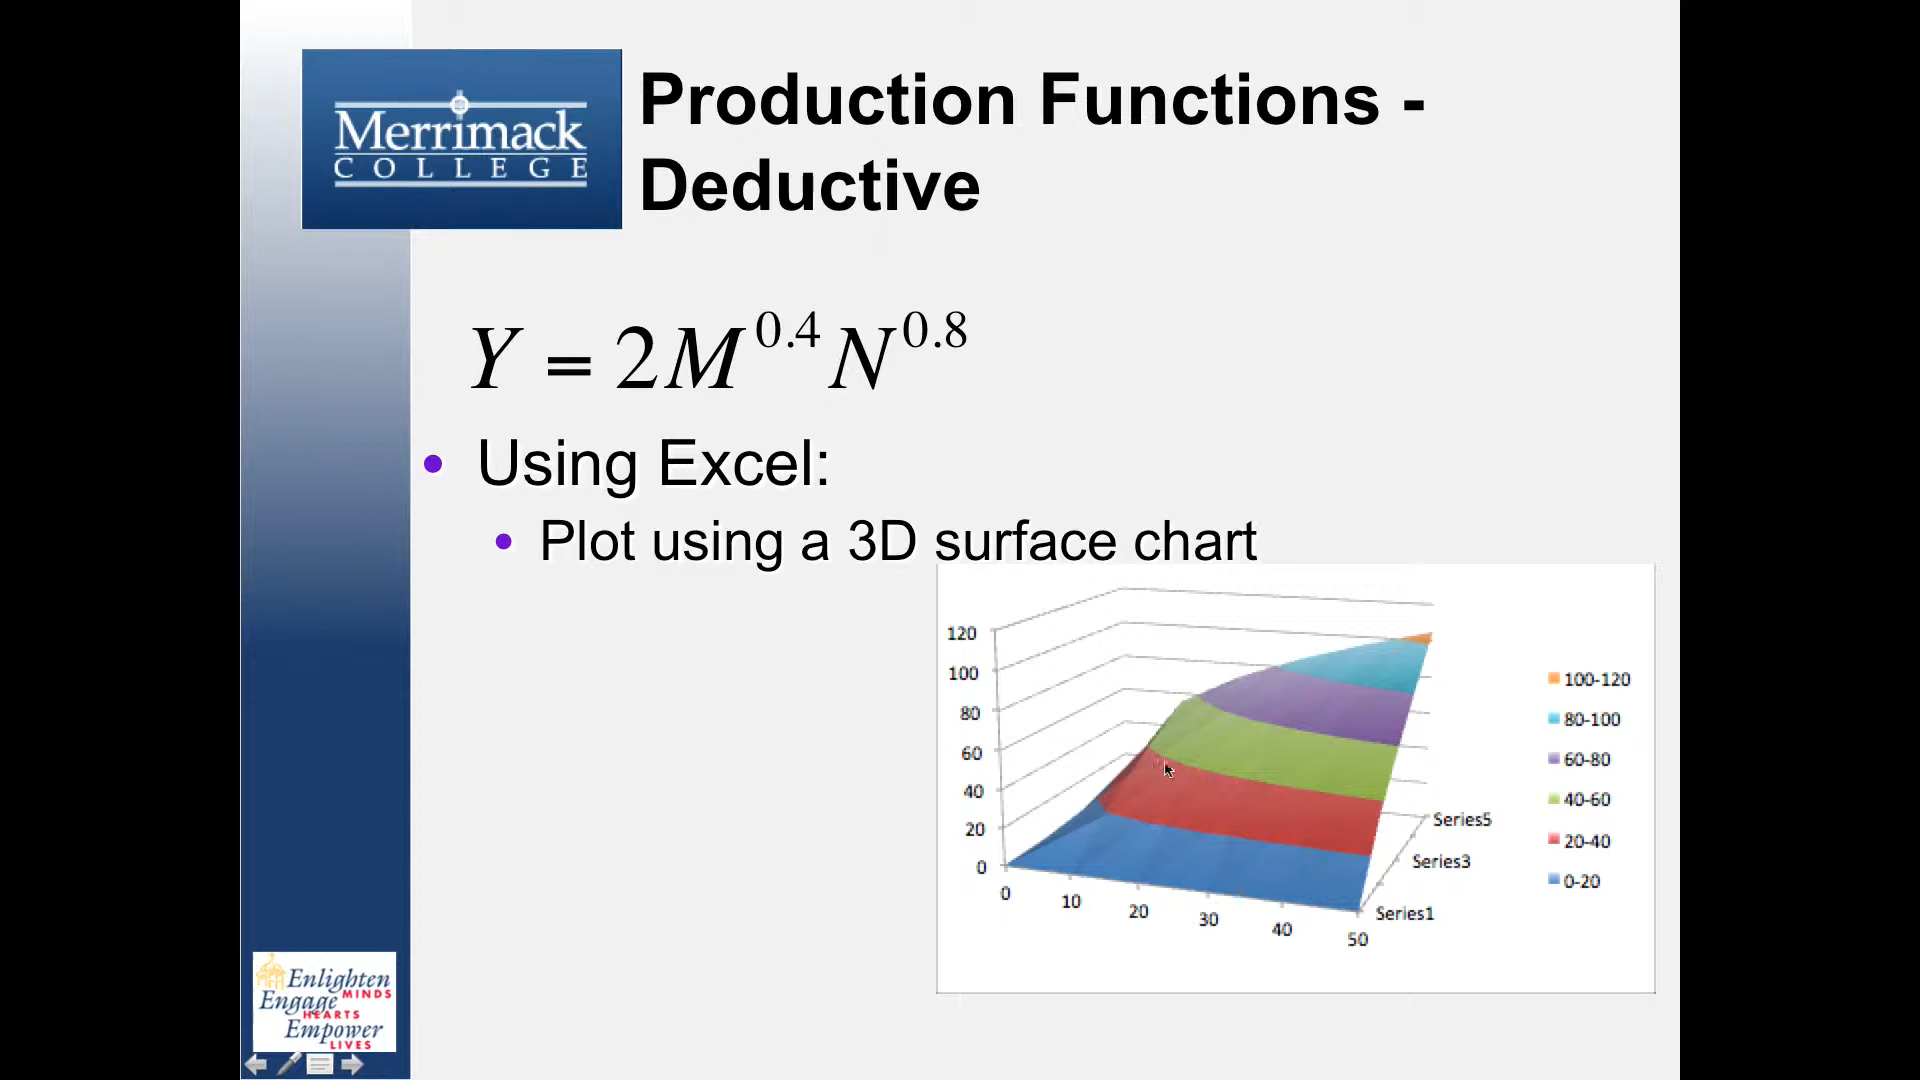 Merrimack
COLLEGE
Production Functions -
Deductive
Y = 2M^0.4 N^0.8
• Using Excel:
• Plot using a 3D surface chart
120
100
80
60
40
20
0
0
10
20
30
40
50
Series5
Series3
Series1
100-120
80-100
60-80
40-60
20-40
0-20
Enlighten
MINDS
Engage
HEARTS
Empower
LIVES